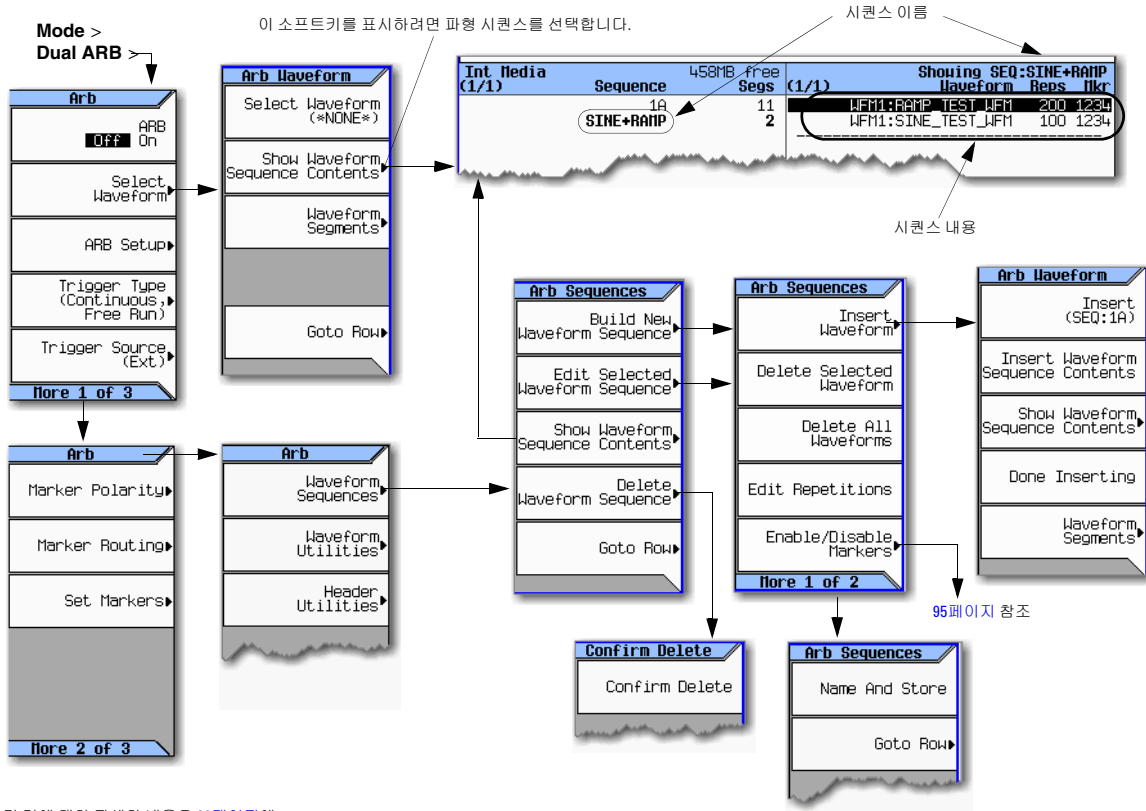 Mode >
Dual ARB >
이 소프트키를 표시하려면 파형 시퀀스를 선택합니다.
시퀀스 이름
Arb
ARB
Off On
Select
Waveform
ARB Setup
Trigger Type
(Continuous,
Free Run)
Trigger Source
(Ext)
More 1 of 3
Arb Waveform
Select Waveform
(*NONE*)
Show Waveform
Sequence Contents
Waveform
Segments
Goto Row
Int Media 458MB free
(1/1) Sequence Segs
1A 11
SINE+RAMP 2
Showing SEQ:SINE+RAMP
(1/1) Waveform Reps Mkr
WFM1:RAMP_TEST_WFM 200 1234
WFM1:SINE_TEST_WFM 100 1234
시퀀스 내용
Arb
Marker Polarity
Marker Routing
Set Markers
More 2 of 3
Arb
Waveform
Sequences
Waveform
Utilities
Header
Utilities
Arb Sequences
Build New
Waveform Sequence
Edit Selected
Waveform Sequence
Show Waveform
Sequence Contents
Delete
Waveform Sequence
Goto Row
Arb Sequences
Insert
Waveform
Delete Selected
Waveform
Delete All
Waveforms
Edit Repetitions
Enable/Disable
Markers
More 1 of 2
Arb Waveform
Insert
(SEQ:1A)
Insert Waveform
Sequence Contents
Show Waveform
Sequence Contents
Done Inserting
Waveform
Segments
95페이지 참조
Confirm Delete
Confirm Delete
Arb Sequences
Name And Store
Goto Row